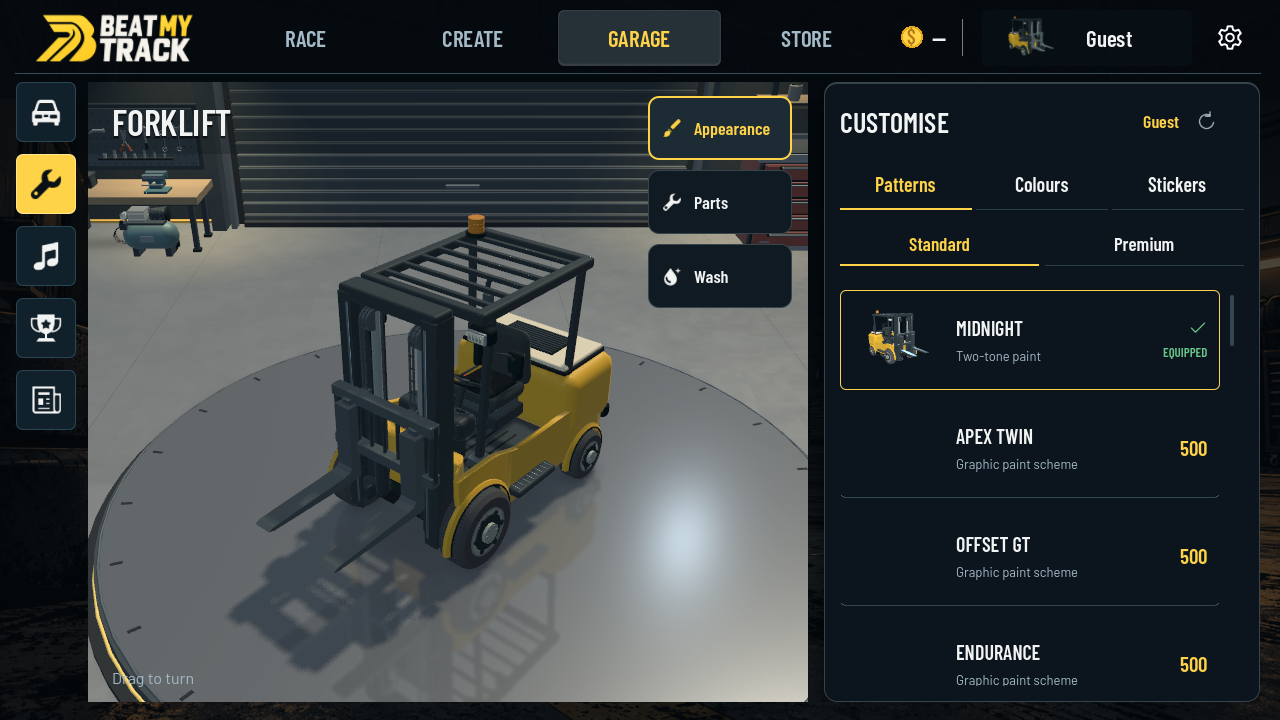 BEAT MY
TRACK
RACE
CREATE
GARAGE
STORE
$ –
Guest
FORKLIFT
Appearance
Parts
Wash
Drag to turn
CUSTOMISE
Guest
Patterns
Colours
Stickers
Standard
Premium
MIDNIGHT
Two-tone paint
EQUIPPED
APEX TWIN
Graphic paint scheme
500
OFFSET GT
Graphic paint scheme
500
ENDURANCE
Graphic paint scheme
500